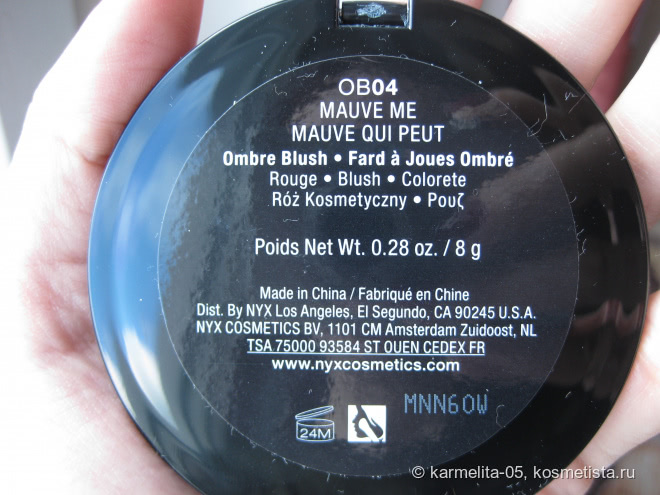 OB04
MAUVE ME
MAUVE QUI PEUT
Ombre Blush • Fard à Joues Ombré
Rouge • Blush • Colorete
Róż Kosmetyczny • Ρουζ
Poids Net Wt. 0.28 oz. / 8 g
Made in China / Fabriqué en Chine
Dist. By NYX Los Angeles, El Segundo, CA 90245 U.S.A.
NYX COSMETICS BV, 1101 CM Amsterdam Zuidoost, NL
TSA 75000 93584 ST OUEN CEDEX FR
www.nyxcosmetics.com
MNN60W
24M
© karmelita-05, kosmetista.ru